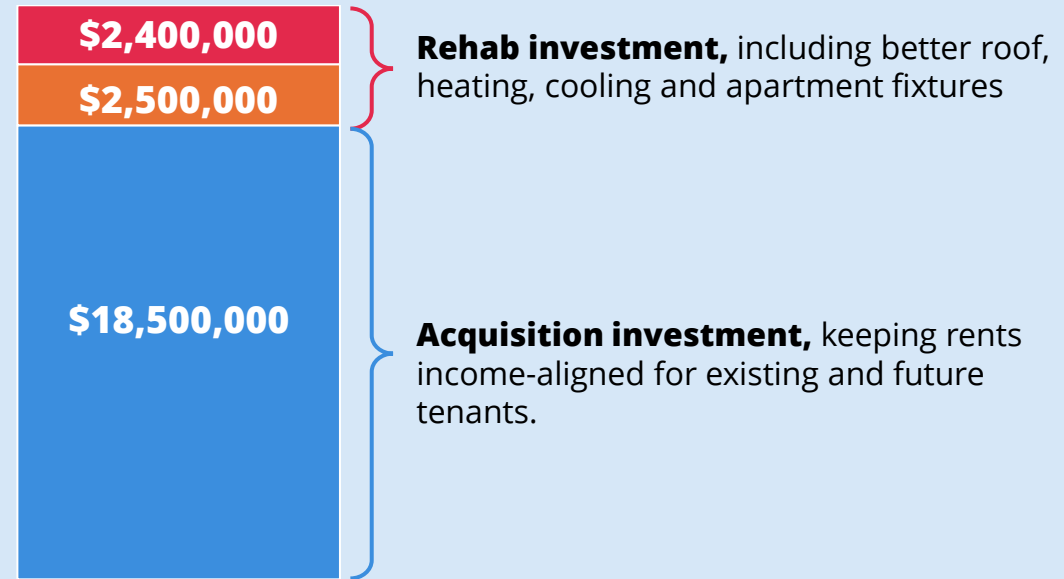 $2,400,000
$2,500,000
Rehab investment, including better roof,
heating, cooling and apartment fixtures
$18,500,000
Acquisition investment, keeping rents
income-aligned for existing and future
tenants.